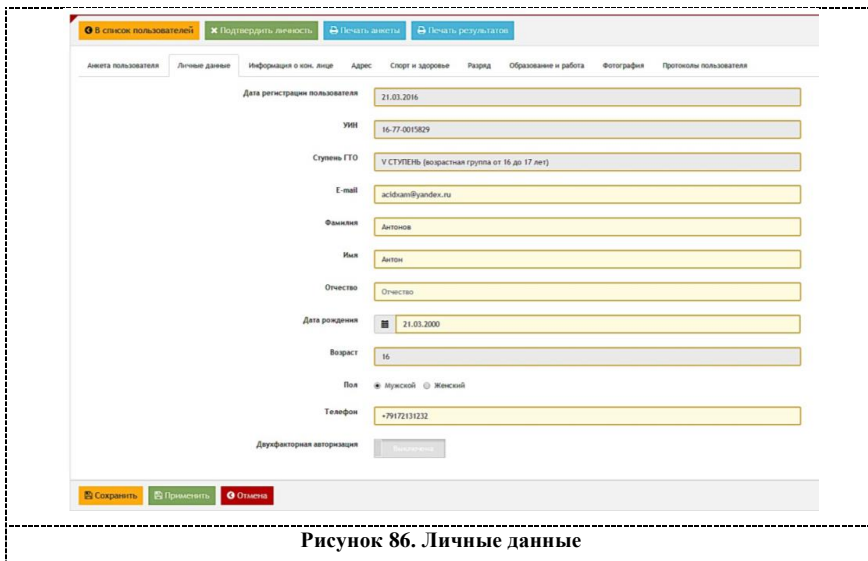 В список пользователей Подтвердить личность Печать анкеты Печать результатов
Анкета пользователя Личные данные Информация о кон. лице Адрес Спорт и здоровье Разряд Образование и работа Фотография Протоколы пользователя
Дата регистрации пользователя 21.03.2016
УИН 16-77-0015829
Ступень ГТО V СТУПЕНЬ (возрастная группа от 16 до 17 лет)
E-mail acidxam@yandex.ru
Фамилия Антонов
Имя Антон
Отчество Отчество
Дата рождения 21.03.2000
Возраст 16
Пол Мужской Женский
Телефон +79172131232
Двухфакторная авторизация Выключена
Сохранить Применить Отмена
Рисунок 86. Личные данные